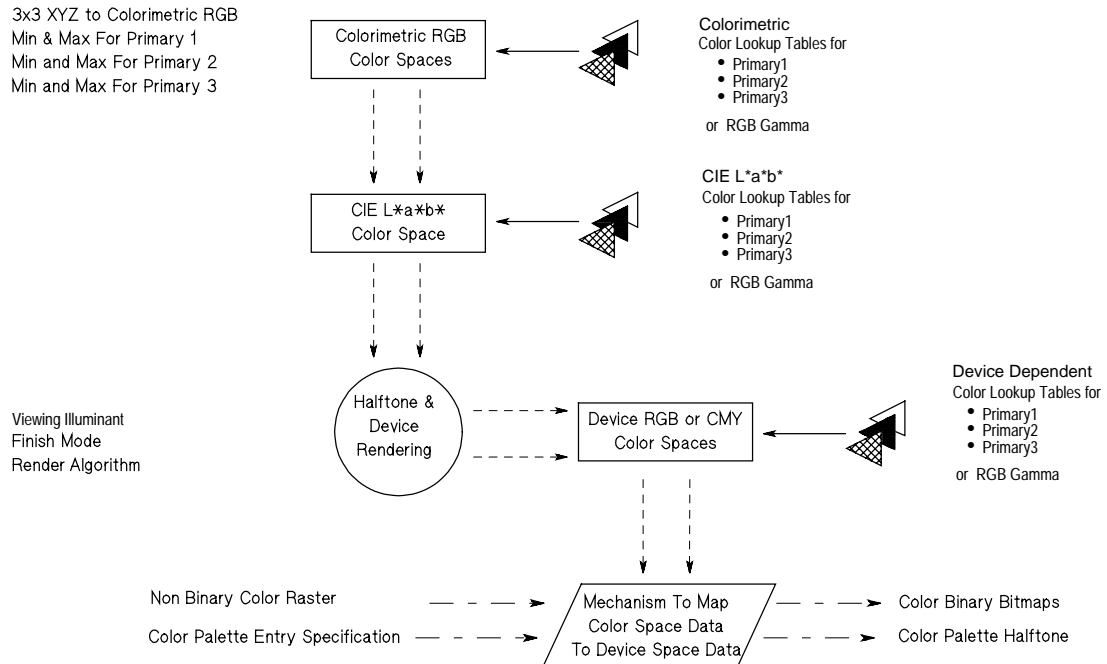 3x3 XYZ to Colorimetric RGB
Min & Max For Primary 1
Min and Max For Primary 2
Min and Max For Primary 3
Colorimetric RGB
Color Spaces
Colorimetric
Color Lookup Tables for
• Primary1
• Primary2
• Primary3
or RGB Gamma
CIE L*a*b*
Color Space
CIE L*a*b*
Color Lookup Tables for
• Primary1
• Primary2
• Primary3
or RGB Gamma
Viewing Illuminant
Finish Mode
Render Algorithm
Halftone &
Device
Rendering
Device RGB or CMY
Color Spaces
Device Dependent
Color Lookup Tables for
• Primary1
• Primary2
• Primary3
or RGB Gamma
Non Binary Color Raster
Color Palette Entry Specification
Mechanism To Map
Color Space Data
To Device Space Data
Color Binary Bitmaps
Color Palette Halftone